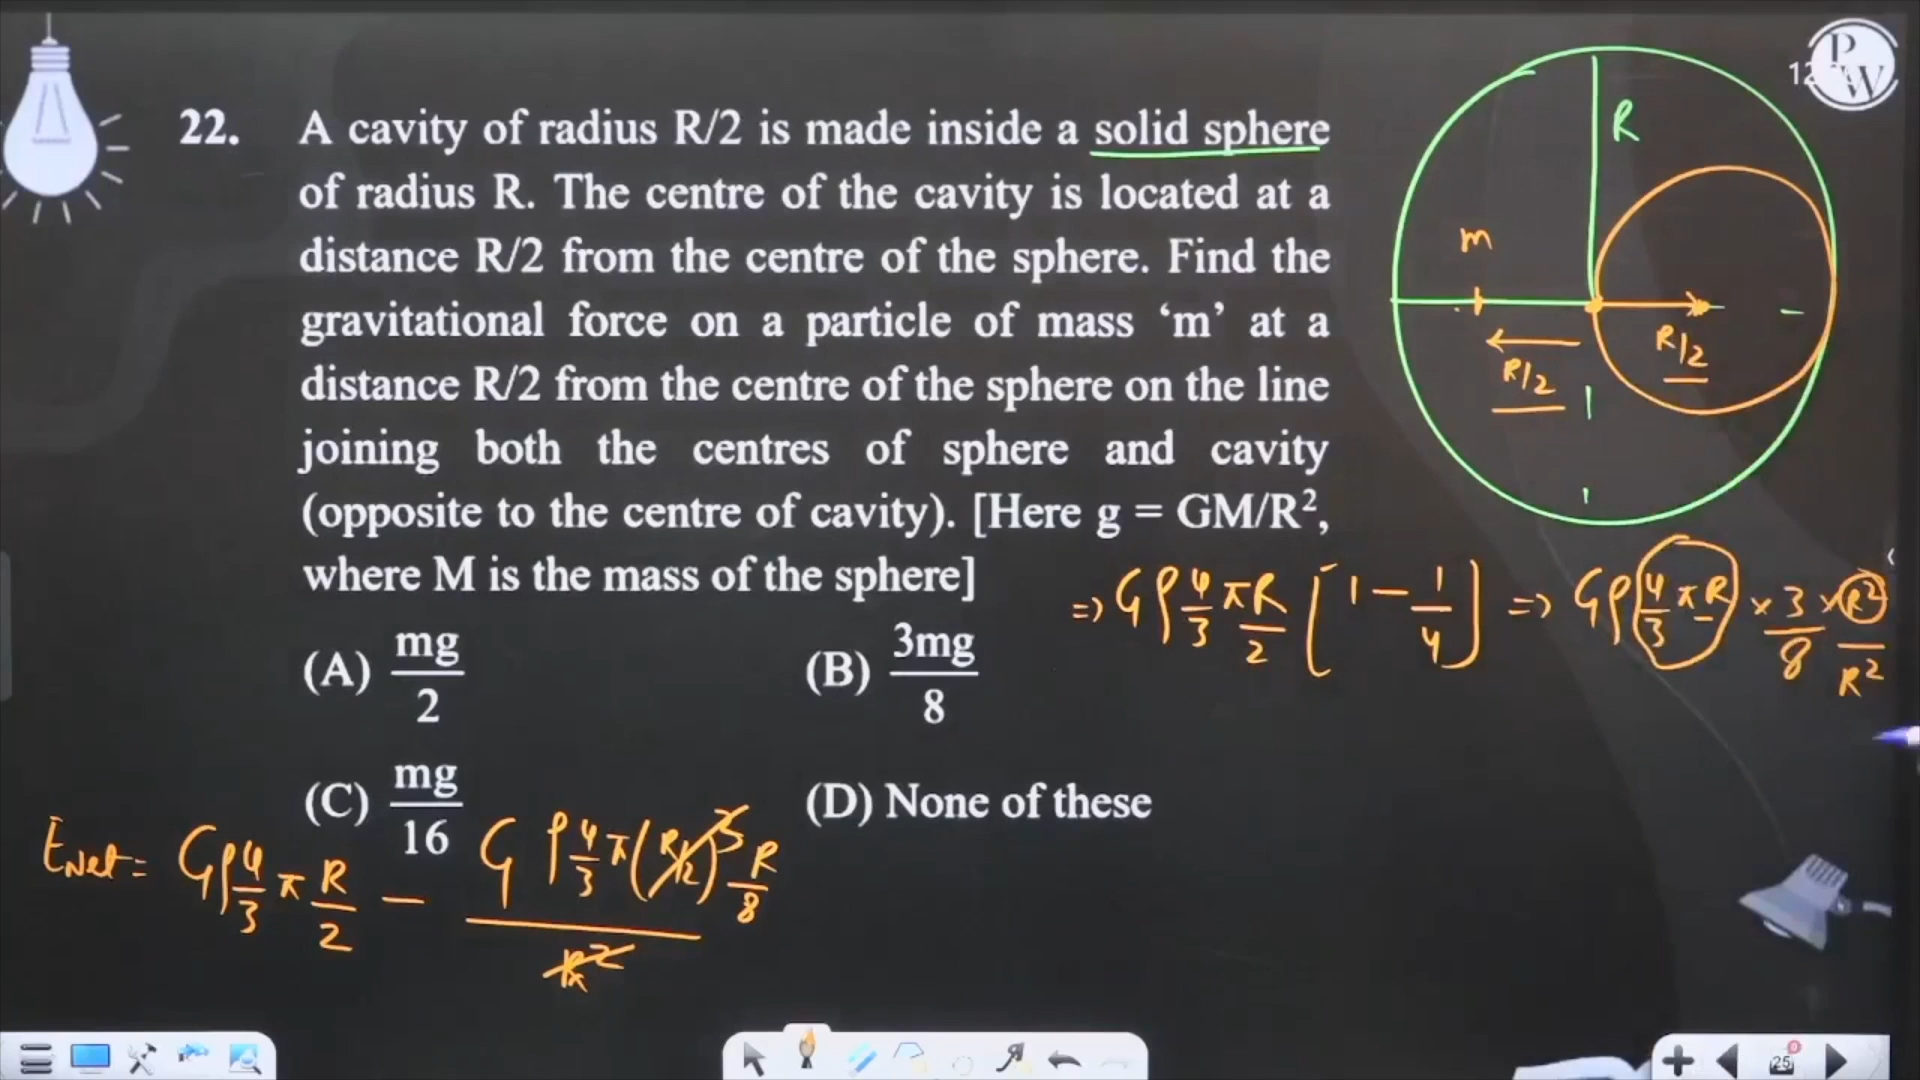 22. A cavity of radius R/2 is made inside a solid sphere
of radius R. The centre of the cavity is located at a
distance R/2 from the centre of the sphere. Find the
gravitational force on a particle of mass ‘m’ at a
distance R/2 from the centre of the sphere on the line
joining both the centres of sphere and cavity
(opposite to the centre of cavity). [Here g = GM/R²,
where M is the mass of the sphere]
(A) mg/2 (B) 3mg/8
(C) mg/16 (D) None of these
PW
R
m
R/2
R/2
⇒ Gρ 4/3 π R/2 [1 - 1/4] ⇒ Gρ 4/3 π R × 3/8 × R²/R²
ENet = Gρ 4/3 π R/2 - Gρ 4/3 π (R/2)³ R/8 / R²
25